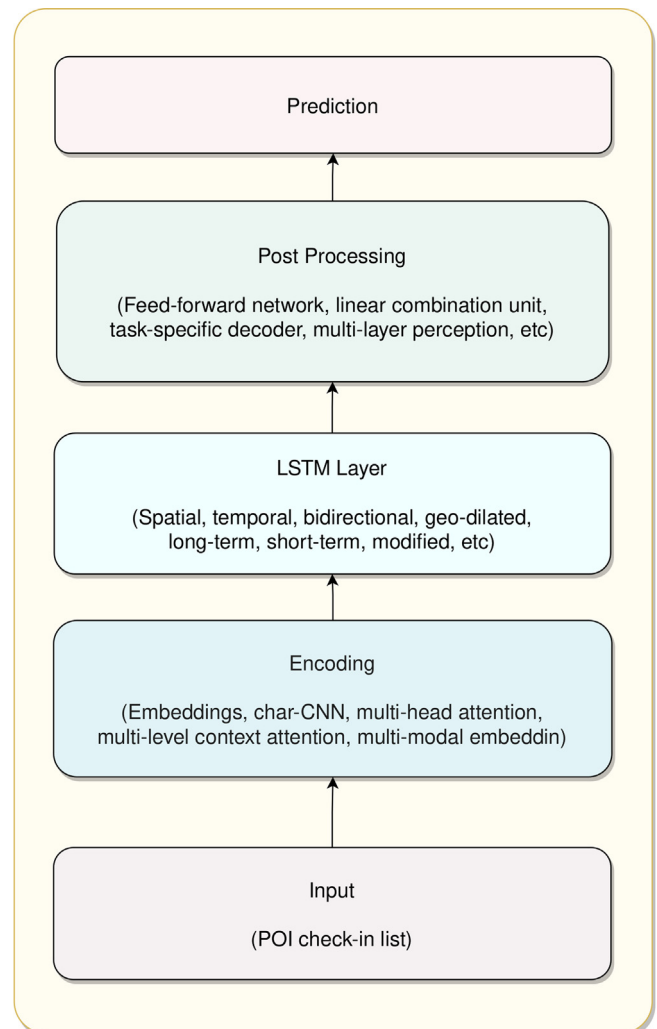 Prediction
Post Processing
(Feed-forward network, linear combination unit,
task-specific decoder, multi-layer perception, etc)
LSTM Layer
(Spatial, temporal, bidirectional, geo-dilated,
long-term, short-term, modified, etc)
Encoding
(Embeddings, char-CNN, multi-head attention,
multi-level context attention, multi-modal embeddin)
Input
(POI check-in list)